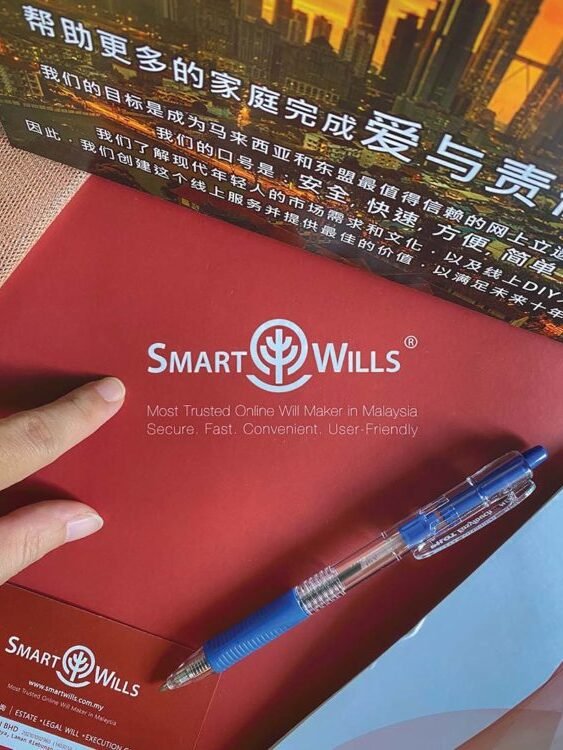 帮助更多的家庭完成爱与责
我们的目标是成为马来西亚和东盟最值得信赖的网上立遗
我们的口号是：安全，快速，方便，简单
我们了解现代年轻人的市场需求和文化，以及线上DIY
因此，我们创建这个线上服务并提供最佳的价值，以满足未来十年
SMART WILLS®
Most Trusted Online Will Maker in Malaysia
Secure. Fast. Convenient. User-Friendly
SMART WILLS
www.smartwills.com.my
Most Trusted Online Will Maker in Malaysia
ESTATE • LEGAL WILL • EXECUTION
BHD